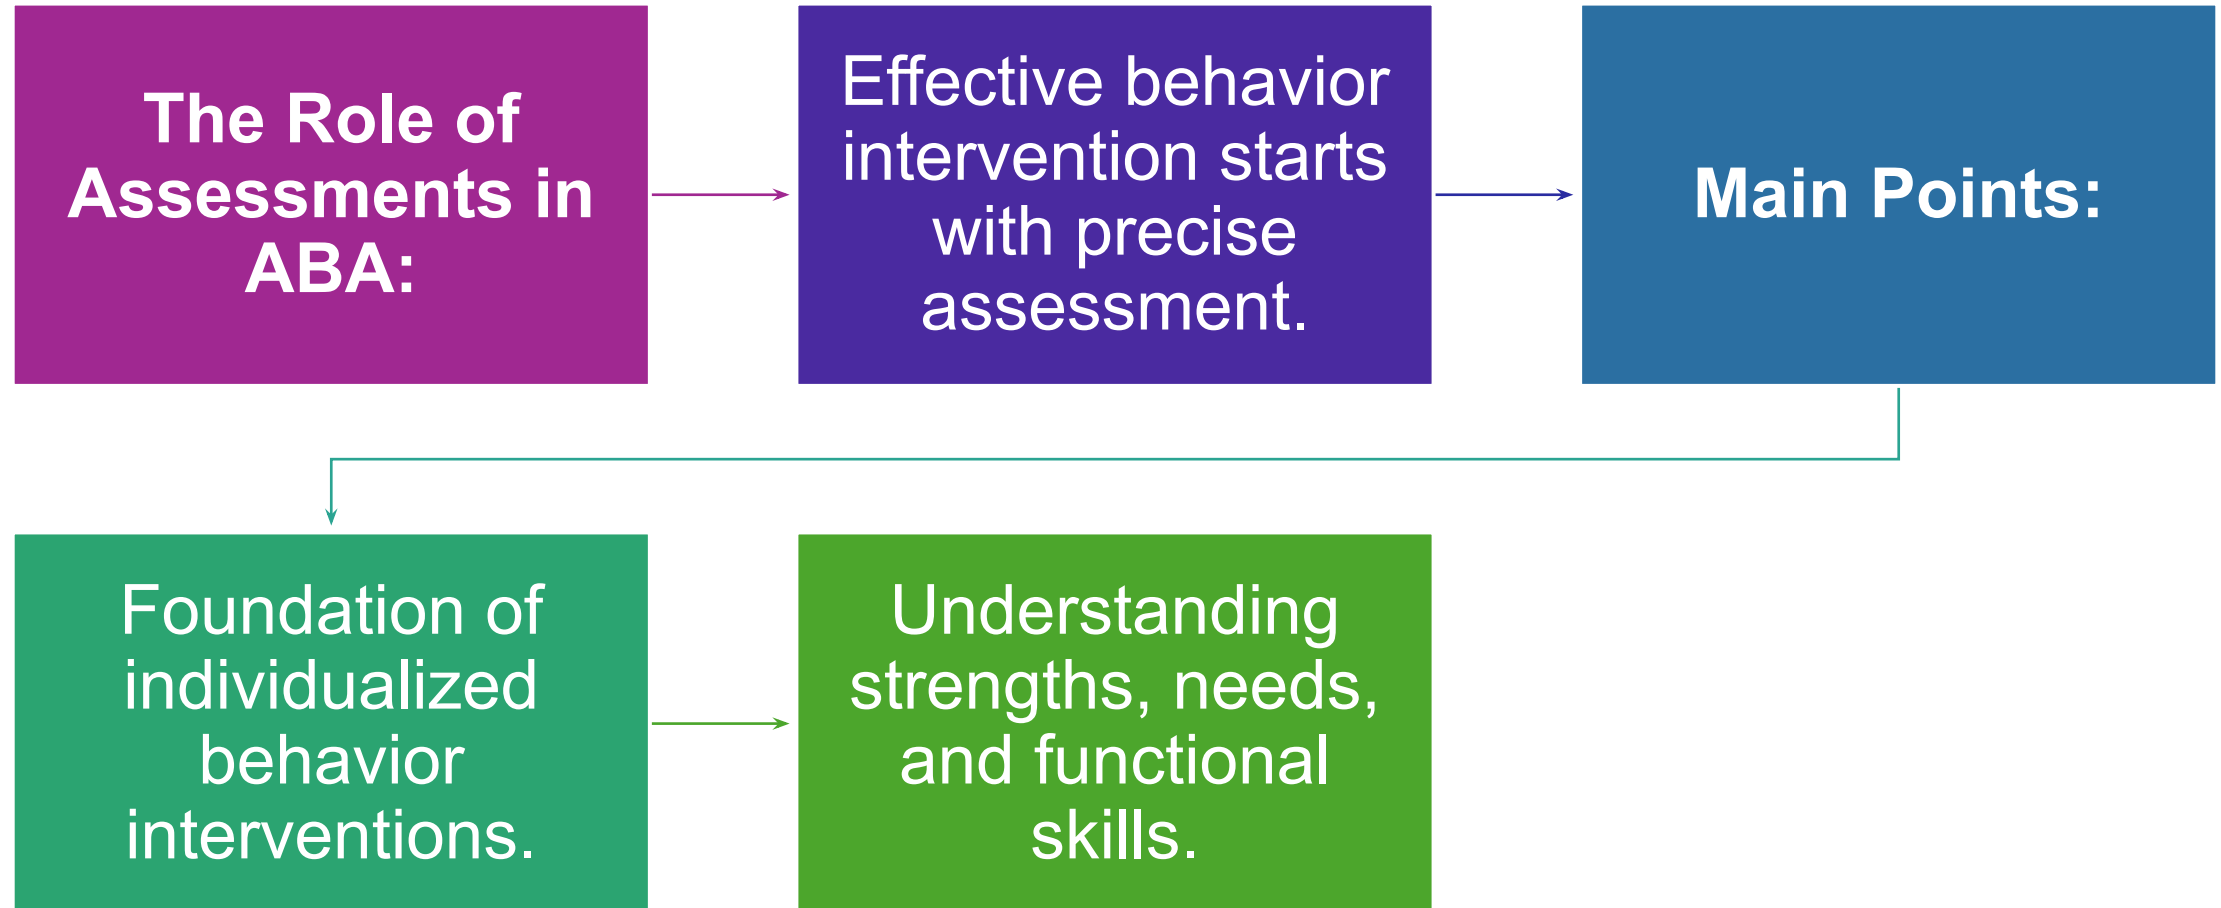 The Role of
Assessments in
ABA:
Effective behavior
intervention starts
with precise
assessment.
Main Points:
Foundation of
individualized
behavior
interventions.
Understanding
strengths, needs,
and functional
skills.